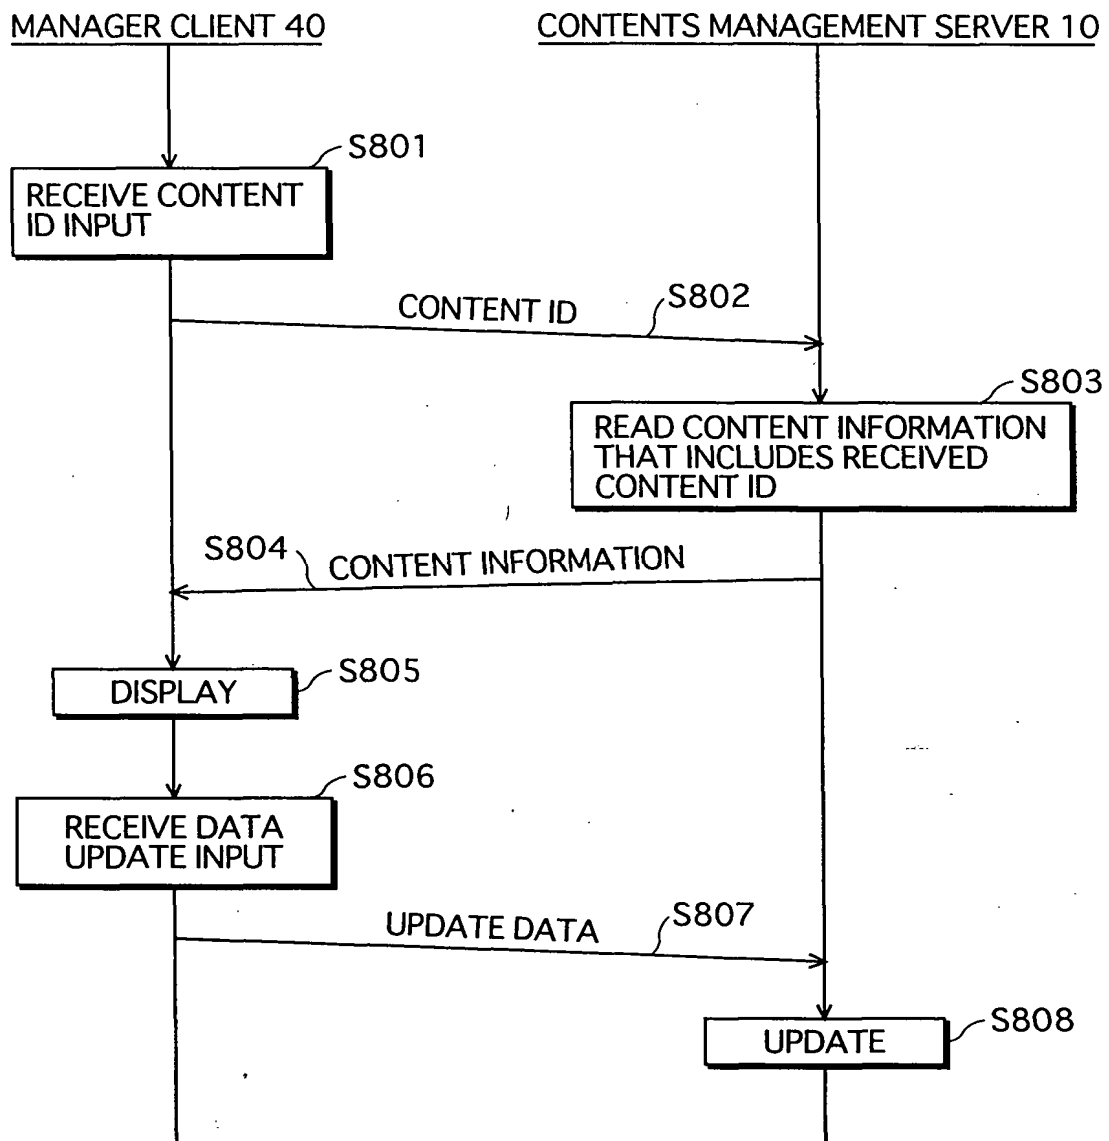 MANAGER CLIENT 40
CONTENTS MANAGEMENT SERVER 10
S801
RECEIVE CONTENT
ID INPUT
CONTENT ID
S802
S803
READ CONTENT INFORMATION
THAT INCLUDES RECEIVED
CONTENT ID
S804
CONTENT INFORMATION
S805
DISPLAY
S806
RECEIVE DATA
UPDATE INPUT
UPDATE DATA
S807
S808
UPDATE